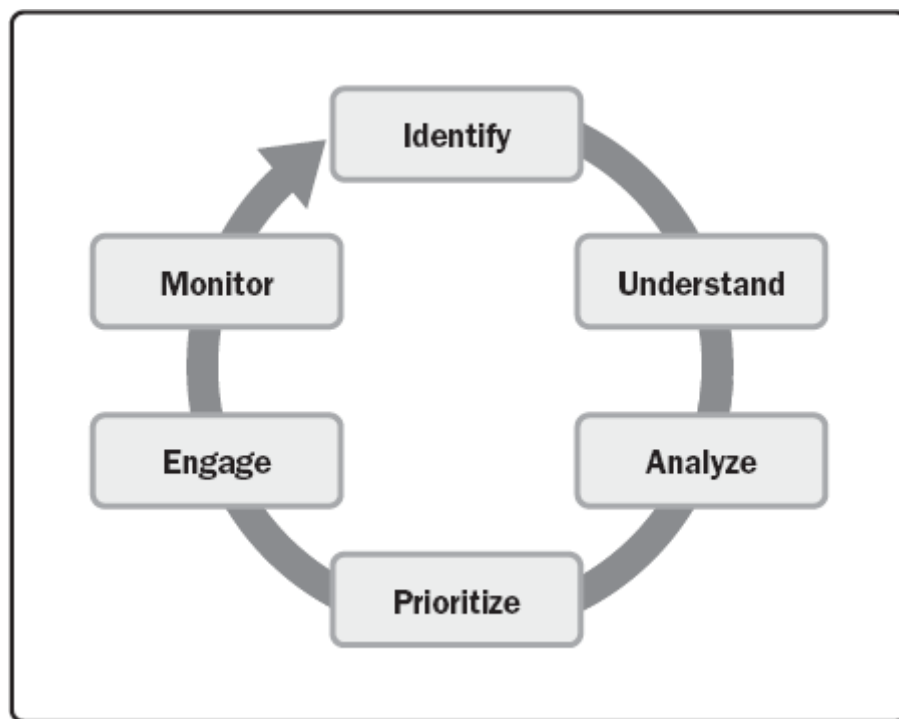 Identify
Understand
Analyze
Prioritize
Engage
Monitor